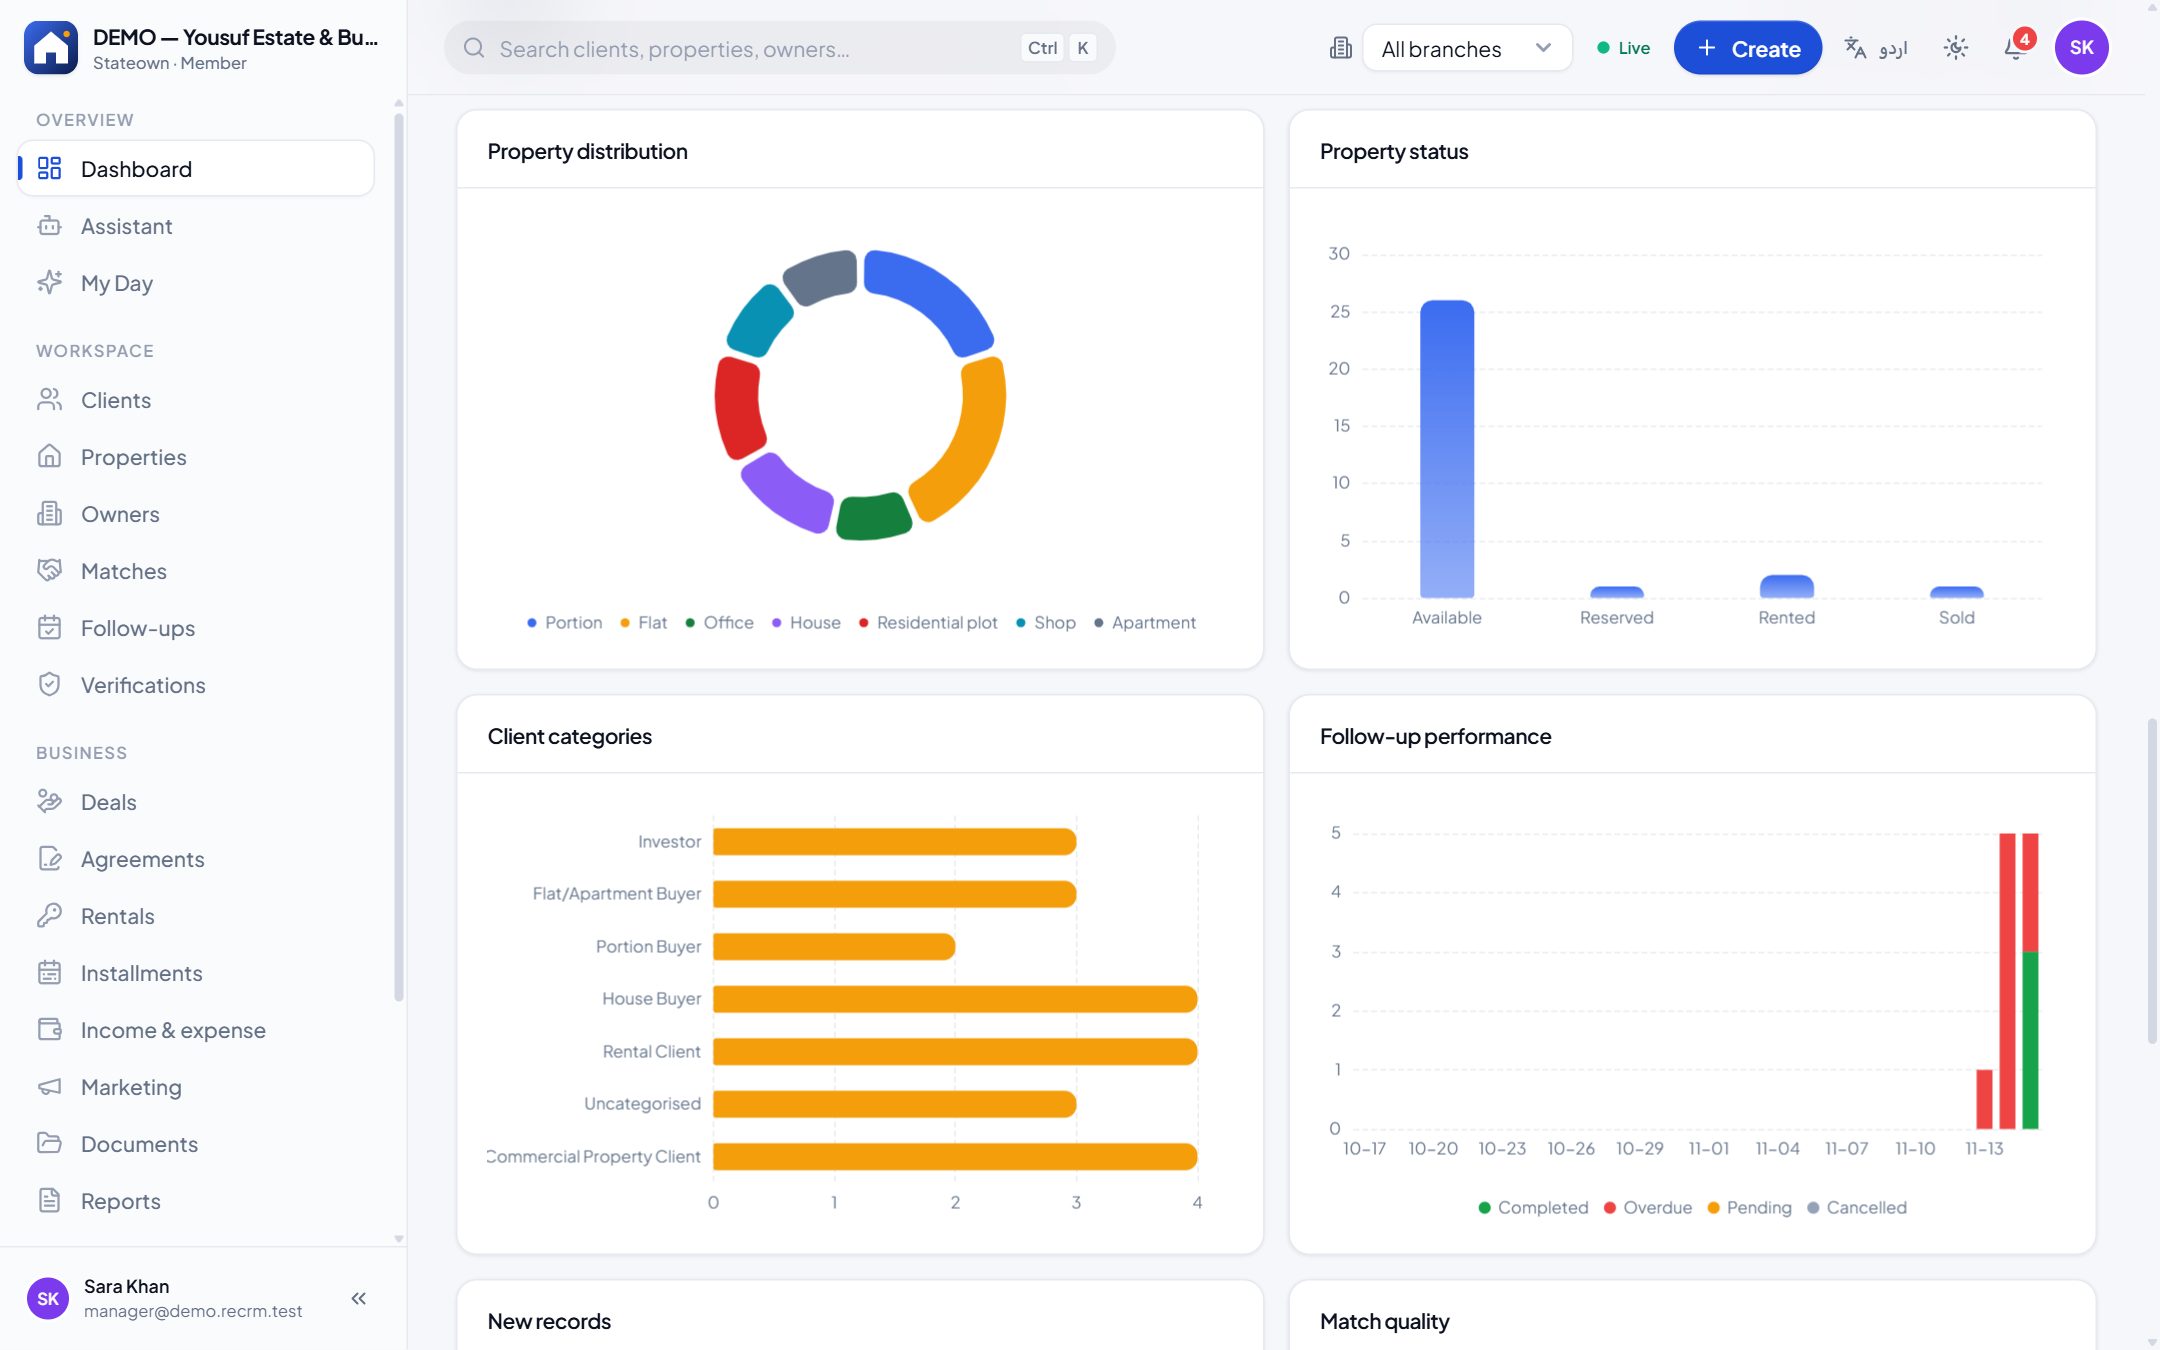 DEMO — Yousuf Estate & Bu...
Stateown · Member
OVERVIEW
Dashboard
Assistant
My Day
WORKSPACE
Clients
Properties
Owners
Matches
Follow-ups
Verifications
BUSINESS
Deals
Agreements
Rentals
Installments
Income & expense
Marketing
Documents
Reports
SK
Sara Khan
manager@demo.recrm.test
Search clients, properties, owners...
Ctrl K
All branches
Live
+ Create
اردو
4
SK
Property distribution
Portion Flat Office House Residential plot Shop Apartment
Property status
30
25
20
15
10
5
0
Available Reserved Rented Sold
Client categories
Investor
Flat/Apartment Buyer
Portion Buyer
House Buyer
Rental Client
Uncategorised
Commercial Property Client
0 1 2 3 4
Follow-up performance
5
4
3
2
1
0
10-17 10-20 10-23 10-26 10-29 11-01 11-04 11-07 11-10 11-13
Completed Overdue Pending Cancelled
New records
Match quality